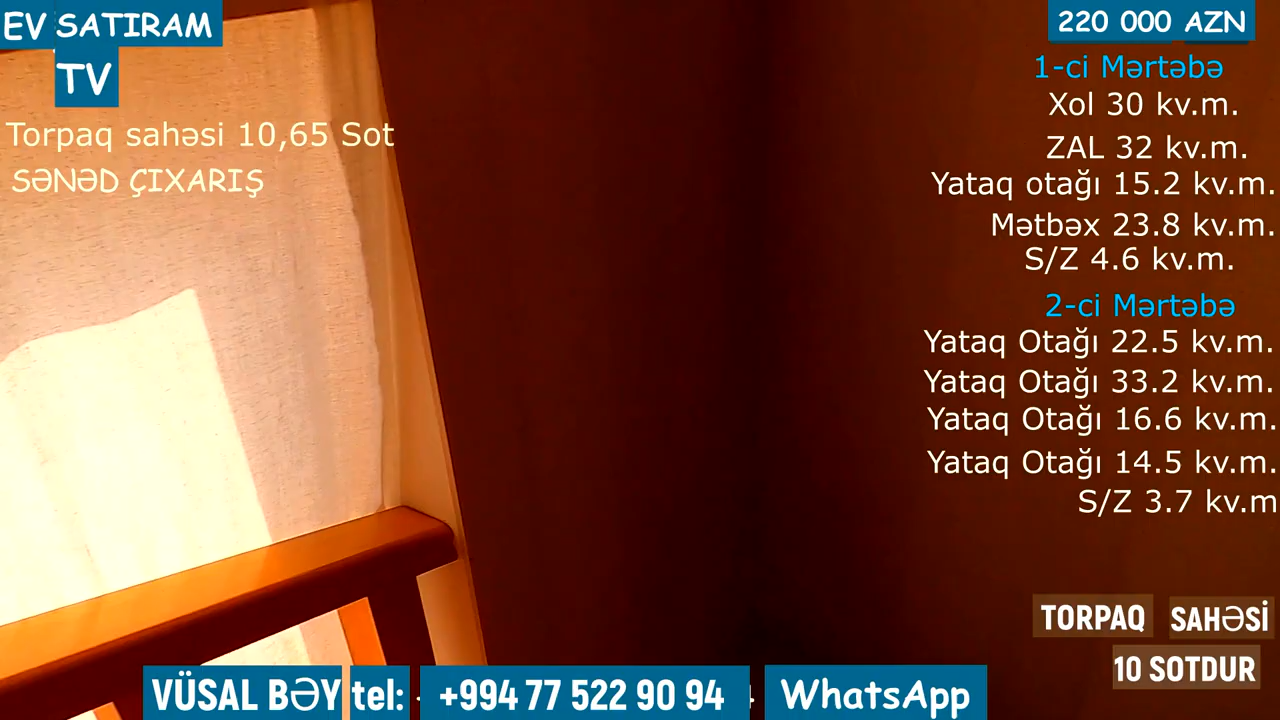 EV SATIRAM
TV
Torpaq sahəsi 10,65 Sot
SƏNƏD ÇIXARIŞ
220 000 AZN
1-ci Mərtəbə
Xol 30 kv.m.
ZAL 32 kv.m.
Yataq otağı 15.2 kv.m.
Mətbəx 23.8 kv.m.
S/Z 4.6 kv.m.
2-ci Mərtəbə
Yataq Otağı 22.5 kv.m.
Yataq Otağı 33.2 kv.m.
Yataq Otağı 16.6 kv.m.
Yataq Otağı 14.5 kv.m.
S/Z 3.7 kv.m
TORPAQ SAHƏSİ
10 SOTDUR
VÜSAL BƏY tel: +994 77 522 90 94 WhatsApp